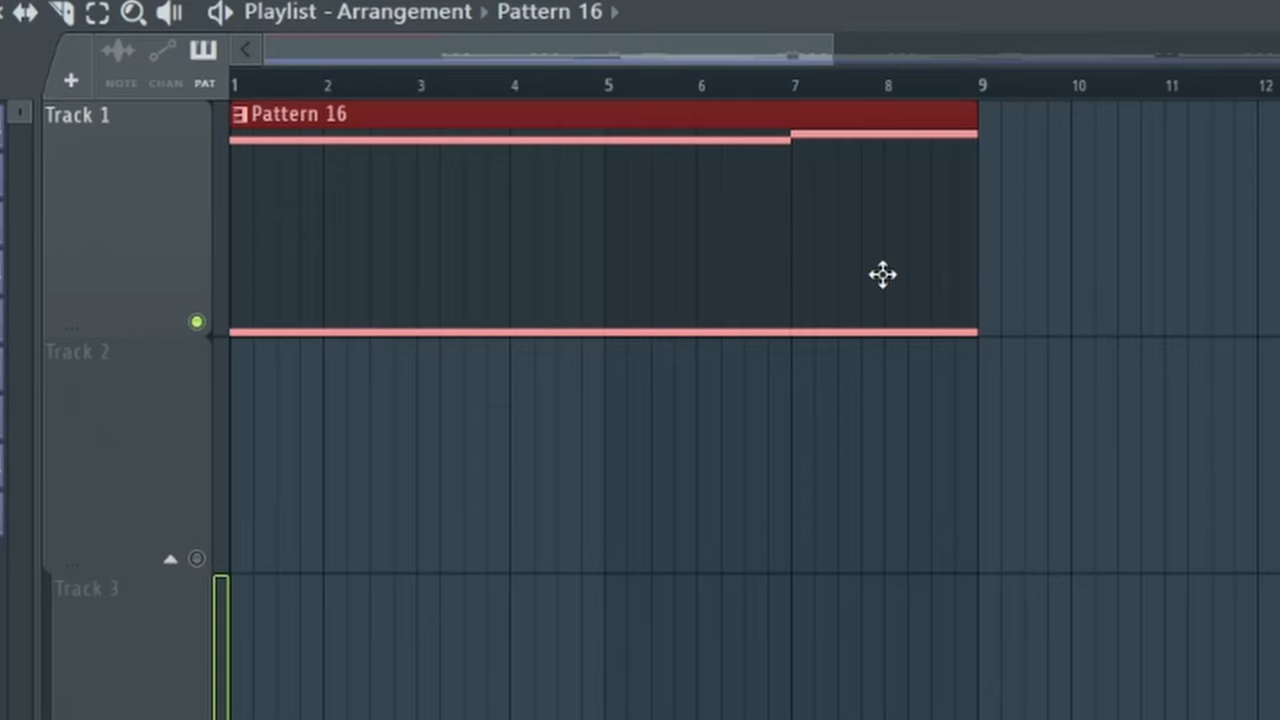 Playlist - Arrangement ▸ Pattern 16 ▸
+ NOTE CHAN PAT
1 2 3 4 5 6 7 8 9 10 11 12
Track 1
Pattern 16
...
Track 2
...
Track 3